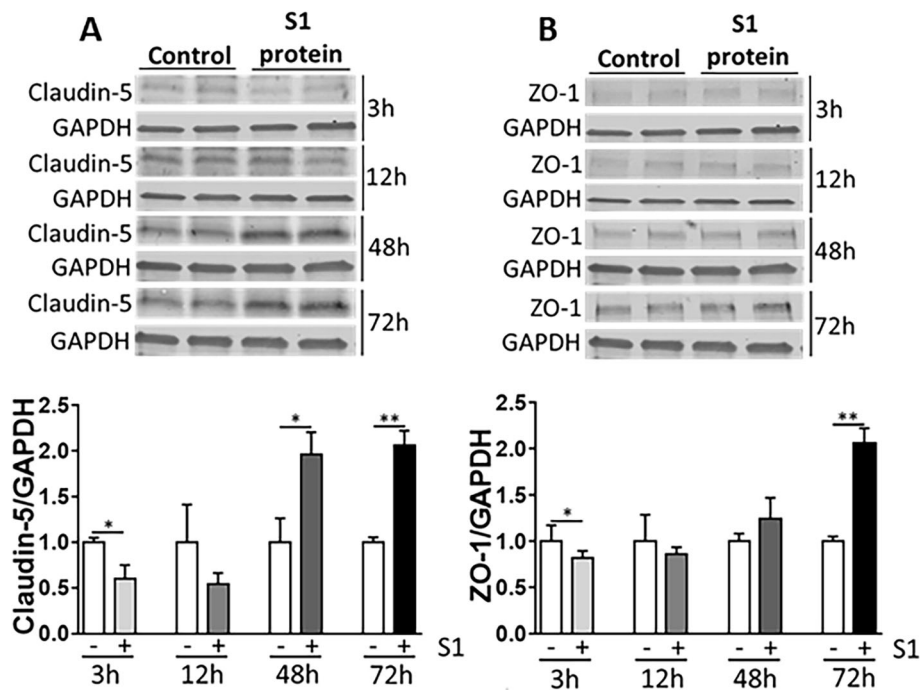 A
Control
S1
protein
Claudin-5
GAPDH
3h
Claudin-5
GAPDH
12h
Claudin-5
GAPDH
48h
Claudin-5
GAPDH
72h
Claudin-5/GAPDH
2.5
2.0
1.5
1.0
0.5
0.0
*
*
**
- + - + - + - + S1
3h 12h 48h 72h
B
Control
S1
protein
ZO-1
GAPDH
3h
ZO-1
GAPDH
12h
ZO-1
GAPDH
48h
ZO-1
GAPDH
72h
ZO-1/GAPDH
2.5
2.0
1.5
1.0
0.5
0.0
*
**
- + - + - + - + S1
3h 12h 48h 72h